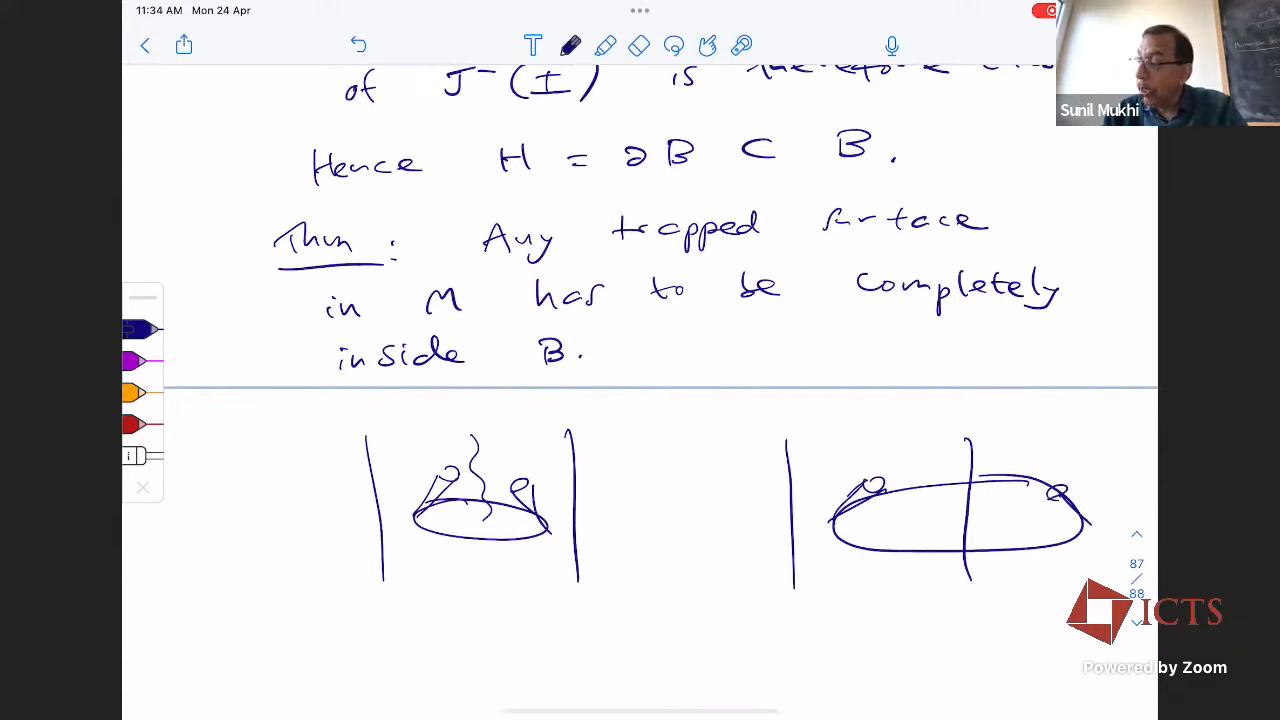 11:34 AM Mon 24 Apr
of J⁻(I) is therefore
Hence H = ∂B ⊂ B.
Thm: Any trapped surface
in M has to be completely
inside B.
Sunil Mukhi
T
i
87
/
88
ICTS
Powered by Zoom